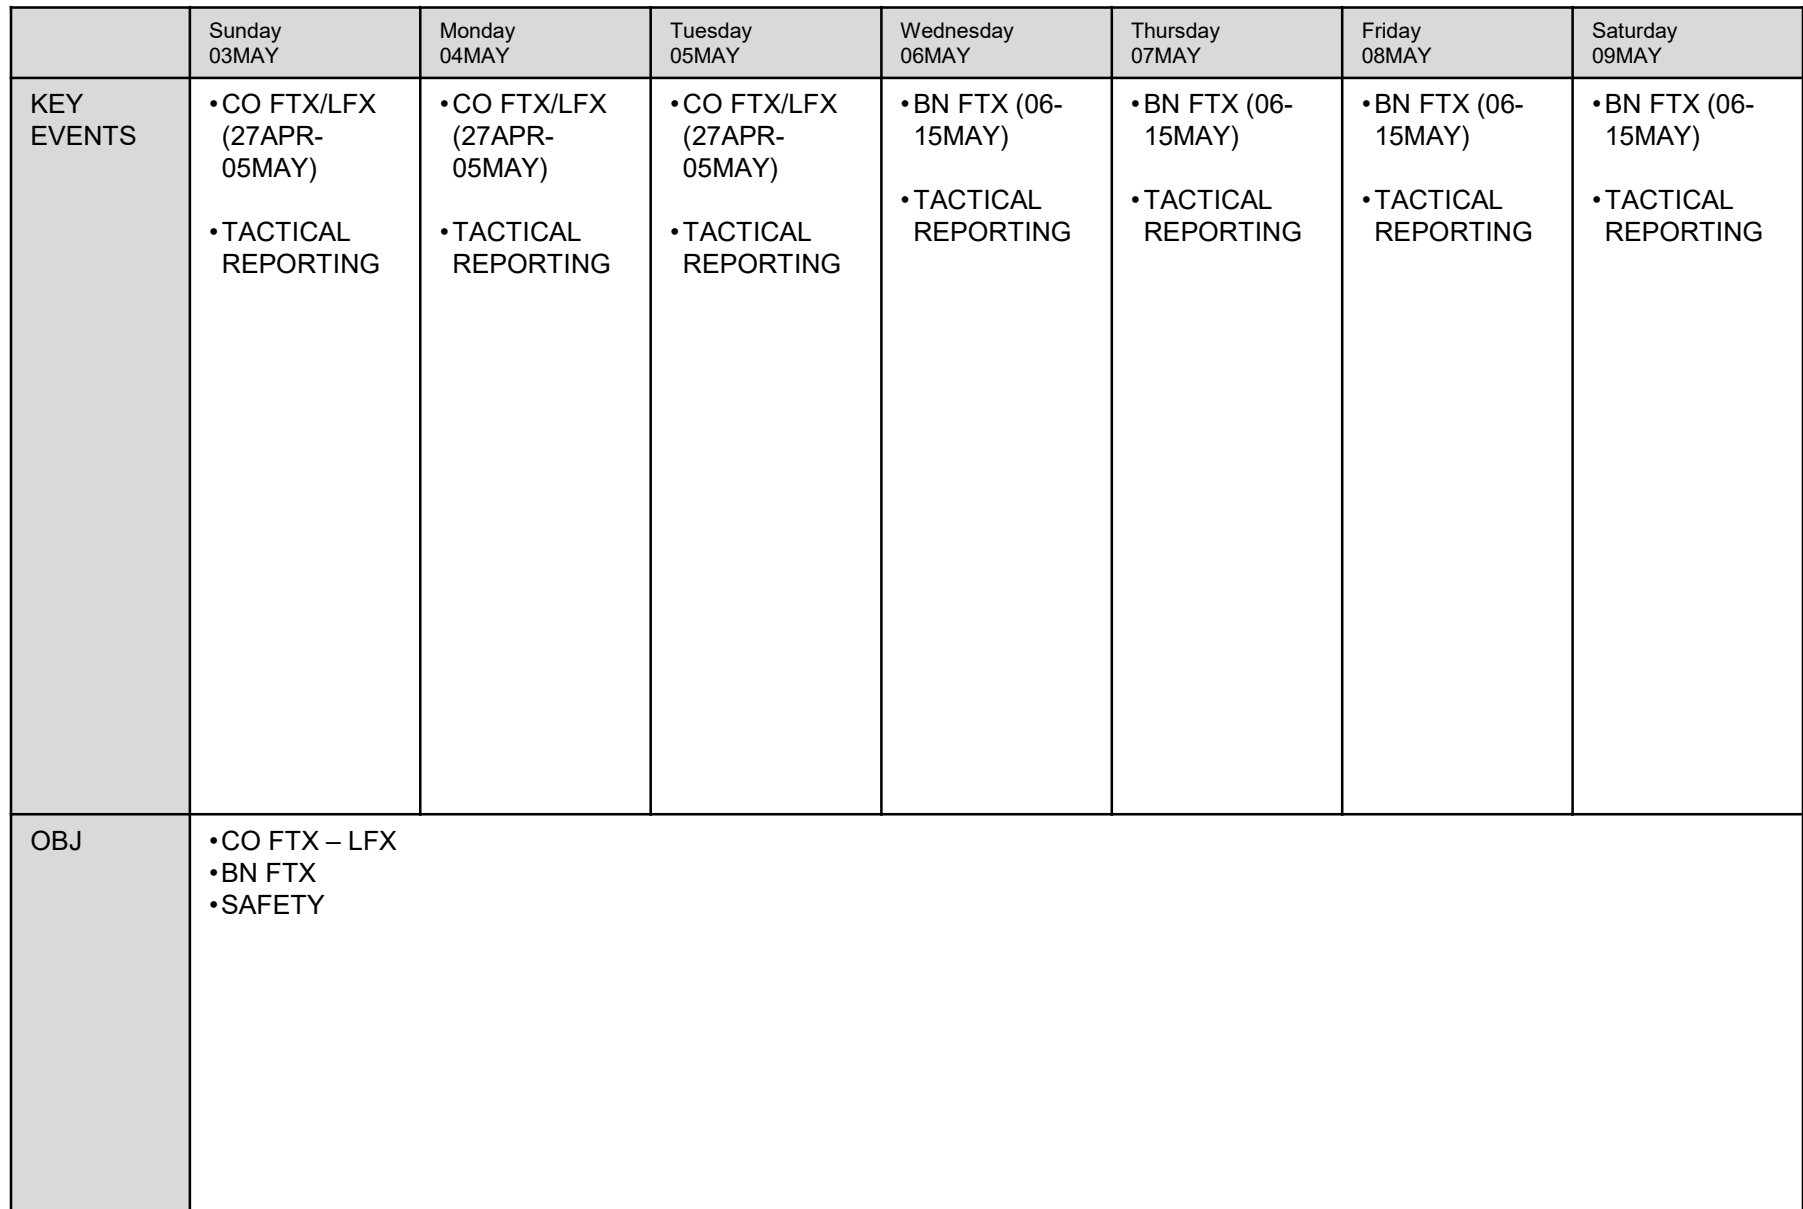 Sunday
03MAY
Monday
04MAY
Tuesday
05MAY
Wednesday
06MAY
Thursday
07MAY
Friday
08MAY
Saturday
09MAY
KEY
EVENTS
•CO FTX/LFX
(27APR-
05MAY)
•TACTICAL
REPORTING
•CO FTX/LFX
(27APR-
05MAY)
•TACTICAL
REPORTING
•CO FTX/LFX
(27APR-
05MAY)
•TACTICAL
REPORTING
•BN FTX (06-
15MAY)
•TACTICAL
REPORTING
•BN FTX (06-
15MAY)
•TACTICAL
REPORTING
•BN FTX (06-
15MAY)
•TACTICAL
REPORTING
•BN FTX (06-
15MAY)
•TACTICAL
REPORTING
OBJ
•CO FTX – LFX
•BN FTX
•SAFETY